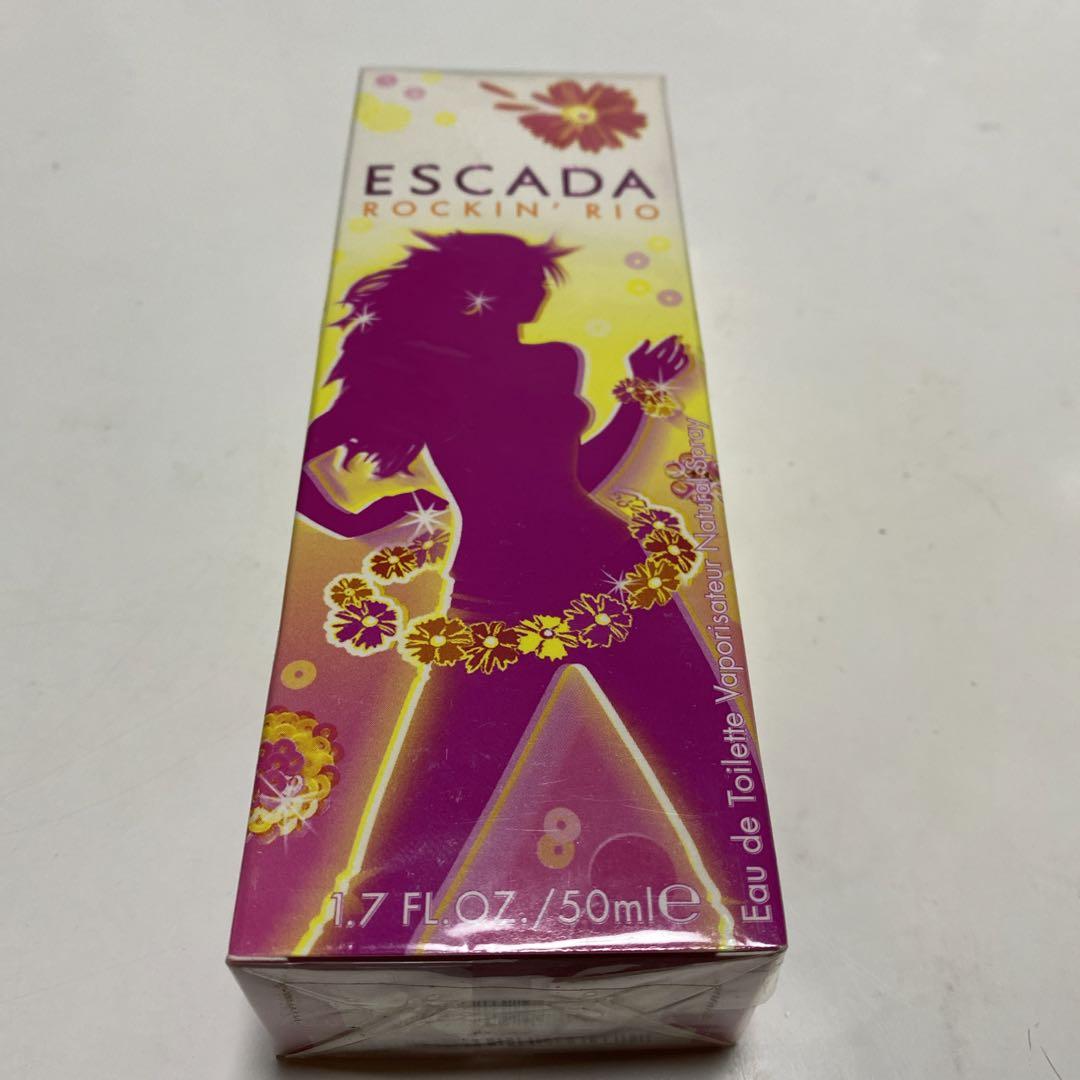 ESCADA
ROCKIN' RIO
Eau de Toilette Vaporisateur Natural Spray
1.7 FL.OZ./50ml℮